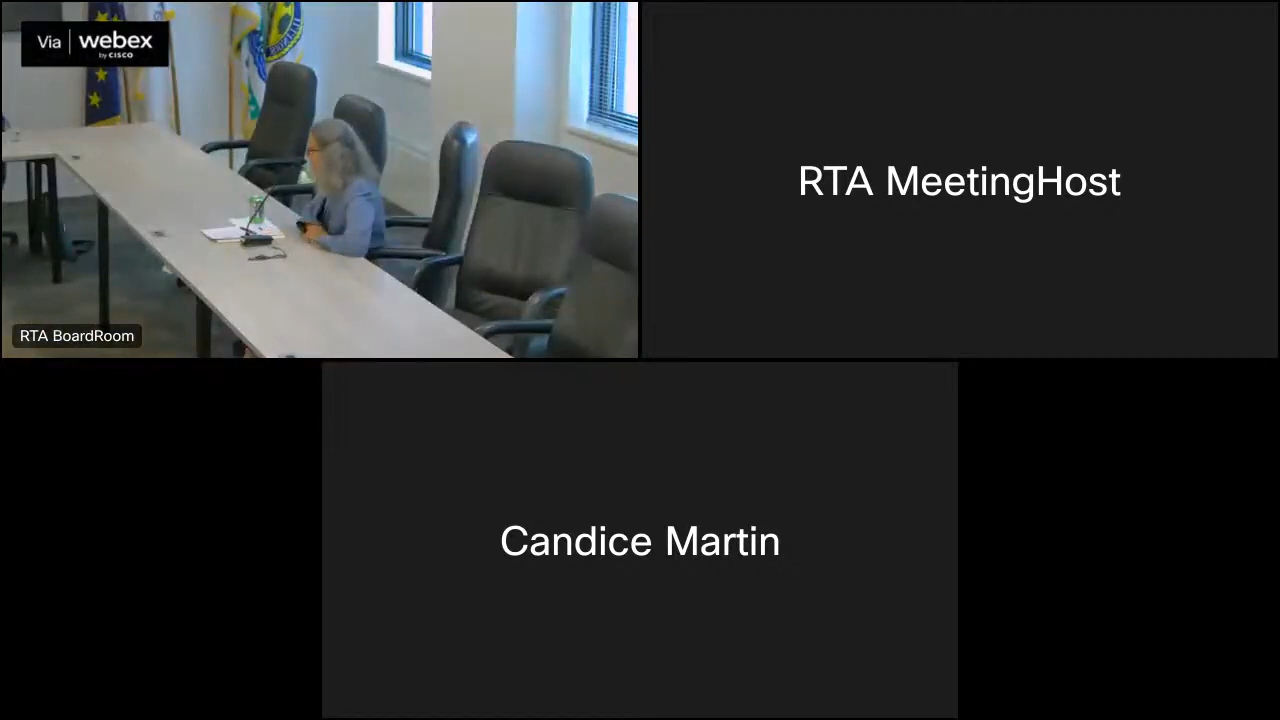 Via webex
by CISCO
RTA BoardRoom
RTA MeetingHost
Candice Martin